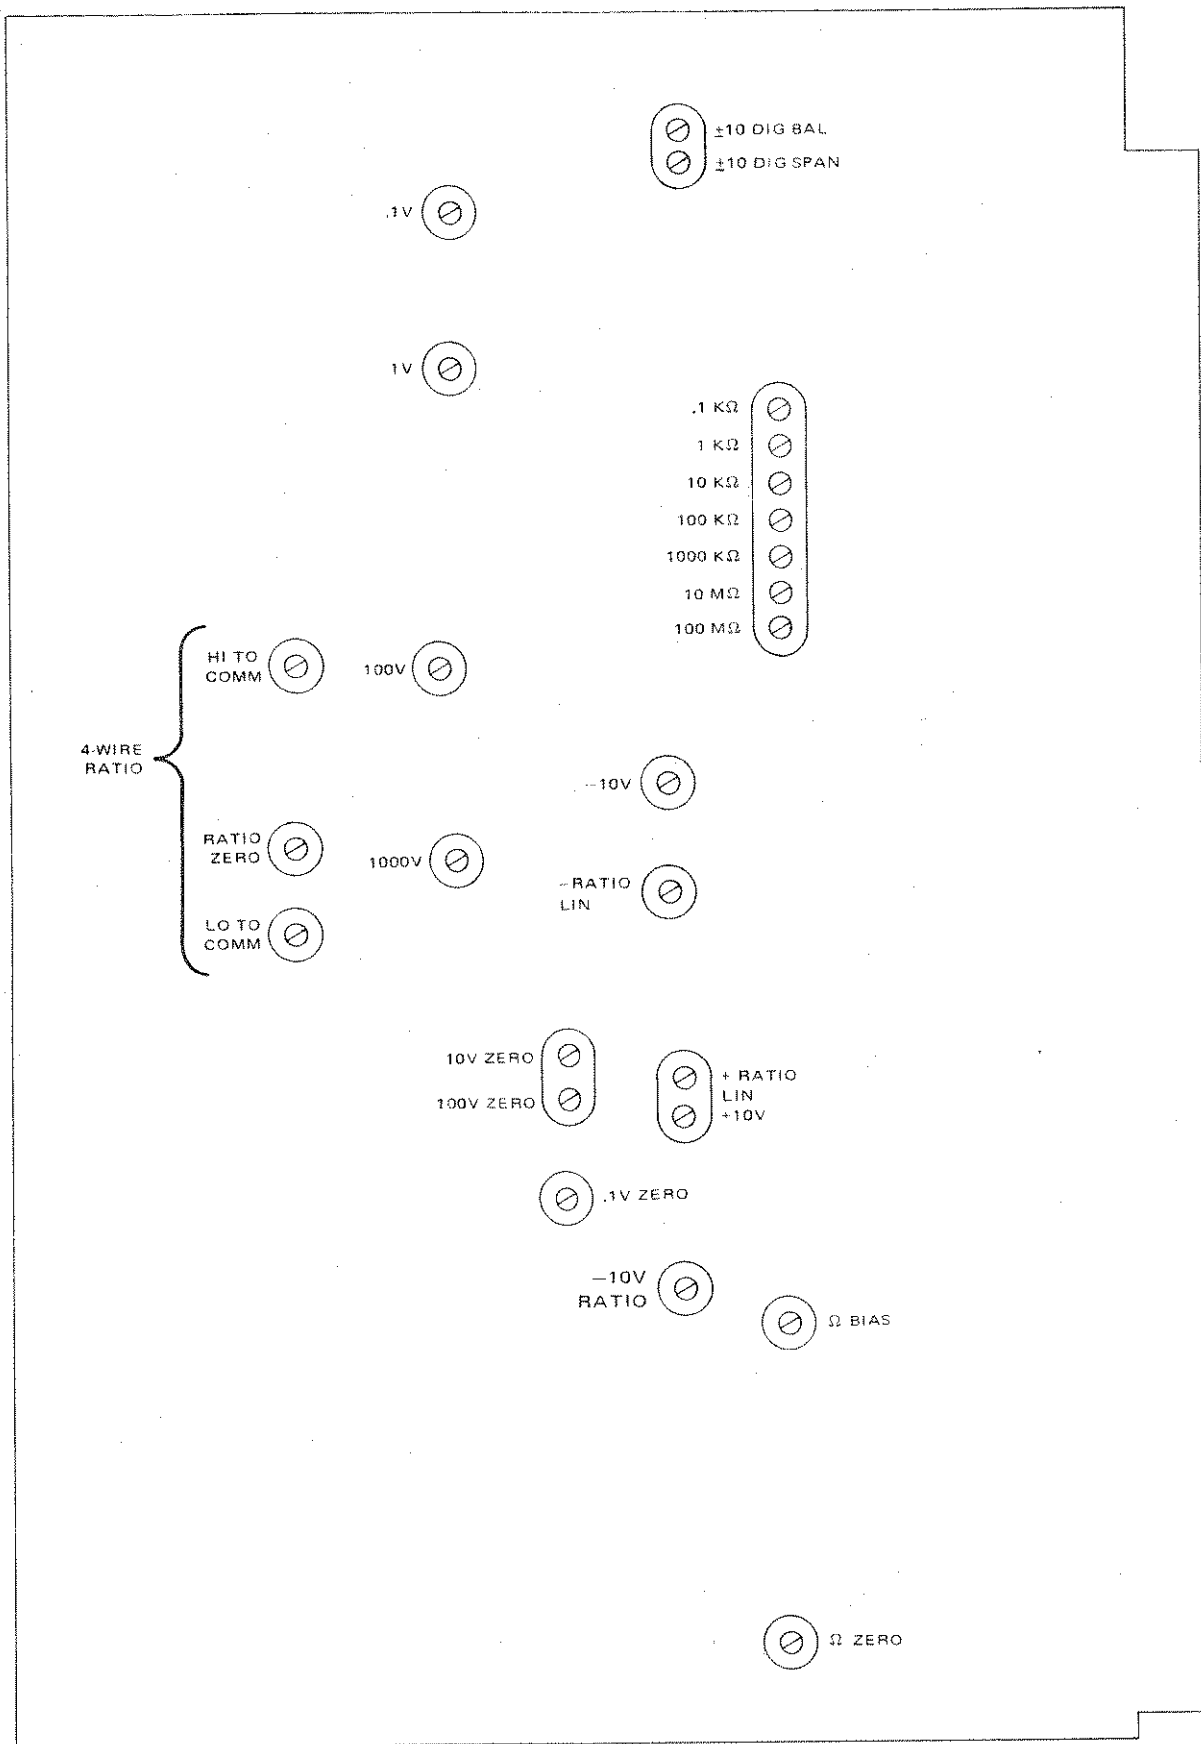 ±10 DIG BAL
±10 DIG SPAN
.1V
1V
.1 KΩ
1 KΩ
10 KΩ
100 KΩ
1000 KΩ
10 MΩ
100 MΩ
HI TO
COMM
100V
4-WIRE
RATIO
-10V
RATIO
ZERO
1000V
-RATIO
LIN
LO TO
COMM
10V ZERO
100V ZERO
+ RATIO
LIN
+10V
.1V ZERO
-10V
RATIO
Ω BIAS
Ω ZERO